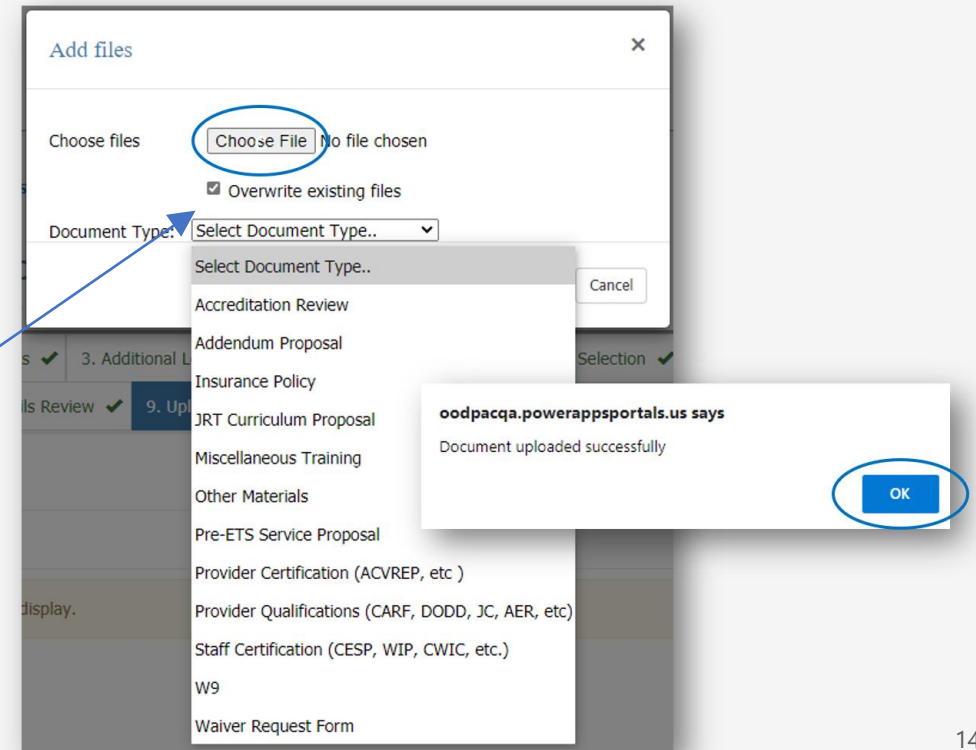 Add files ×
Choose files Choose File No file chosen
Overwrite existing files
Document Type: Select Document Type..
Select Document Type..
Cancel
Accreditation Review
Addendum Proposal
3. Additional L
Selection
Insurance Policy
ls Review 9. Upl
JRT Curriculum Proposal
oodpacqa.powerappsportals.us says
Document uploaded successfully
OK
Miscellaneous Training
Other Materials
Pre-ETS Service Proposal
Provider Certification (ACVREP, etc )
display.
Provider Qualifications (CARF, DODD, JC, AER, etc)
Staff Certification (CESP, WIP, CWIC, etc.)
W9
Waiver Request Form
14